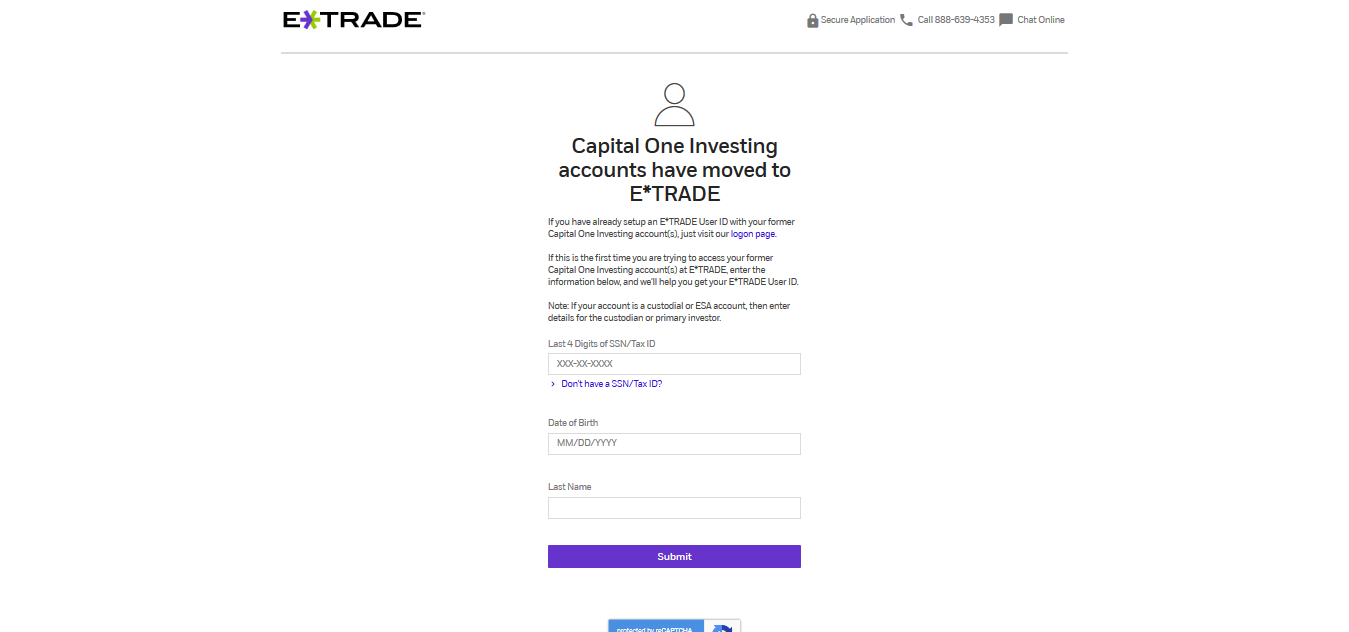 E*TRADE
Secure Application
Call 888-639-4353
Chat Online
Capital One Investing
accounts have moved to
E*TRADE
If you have already setup an E*TRADE User ID with your former
Capital One Investing account(s), just visit our logon page.
If this is the first time you are trying to access your former
Capital One Investing account(s) at E*TRADE, enter the
information below, and we'll help you get your E*TRADE User ID.
Note: If your account is a custodial or ESA account, then enter
details for the custodian or primary investor.
Last 4 Digits of SSN/Tax ID
XXX-XX-XXXX
Don't have a SSN/Tax ID?
Date of Birth
MM/DD/YYYY
Last Name
Submit
protected by reCAPTCHA